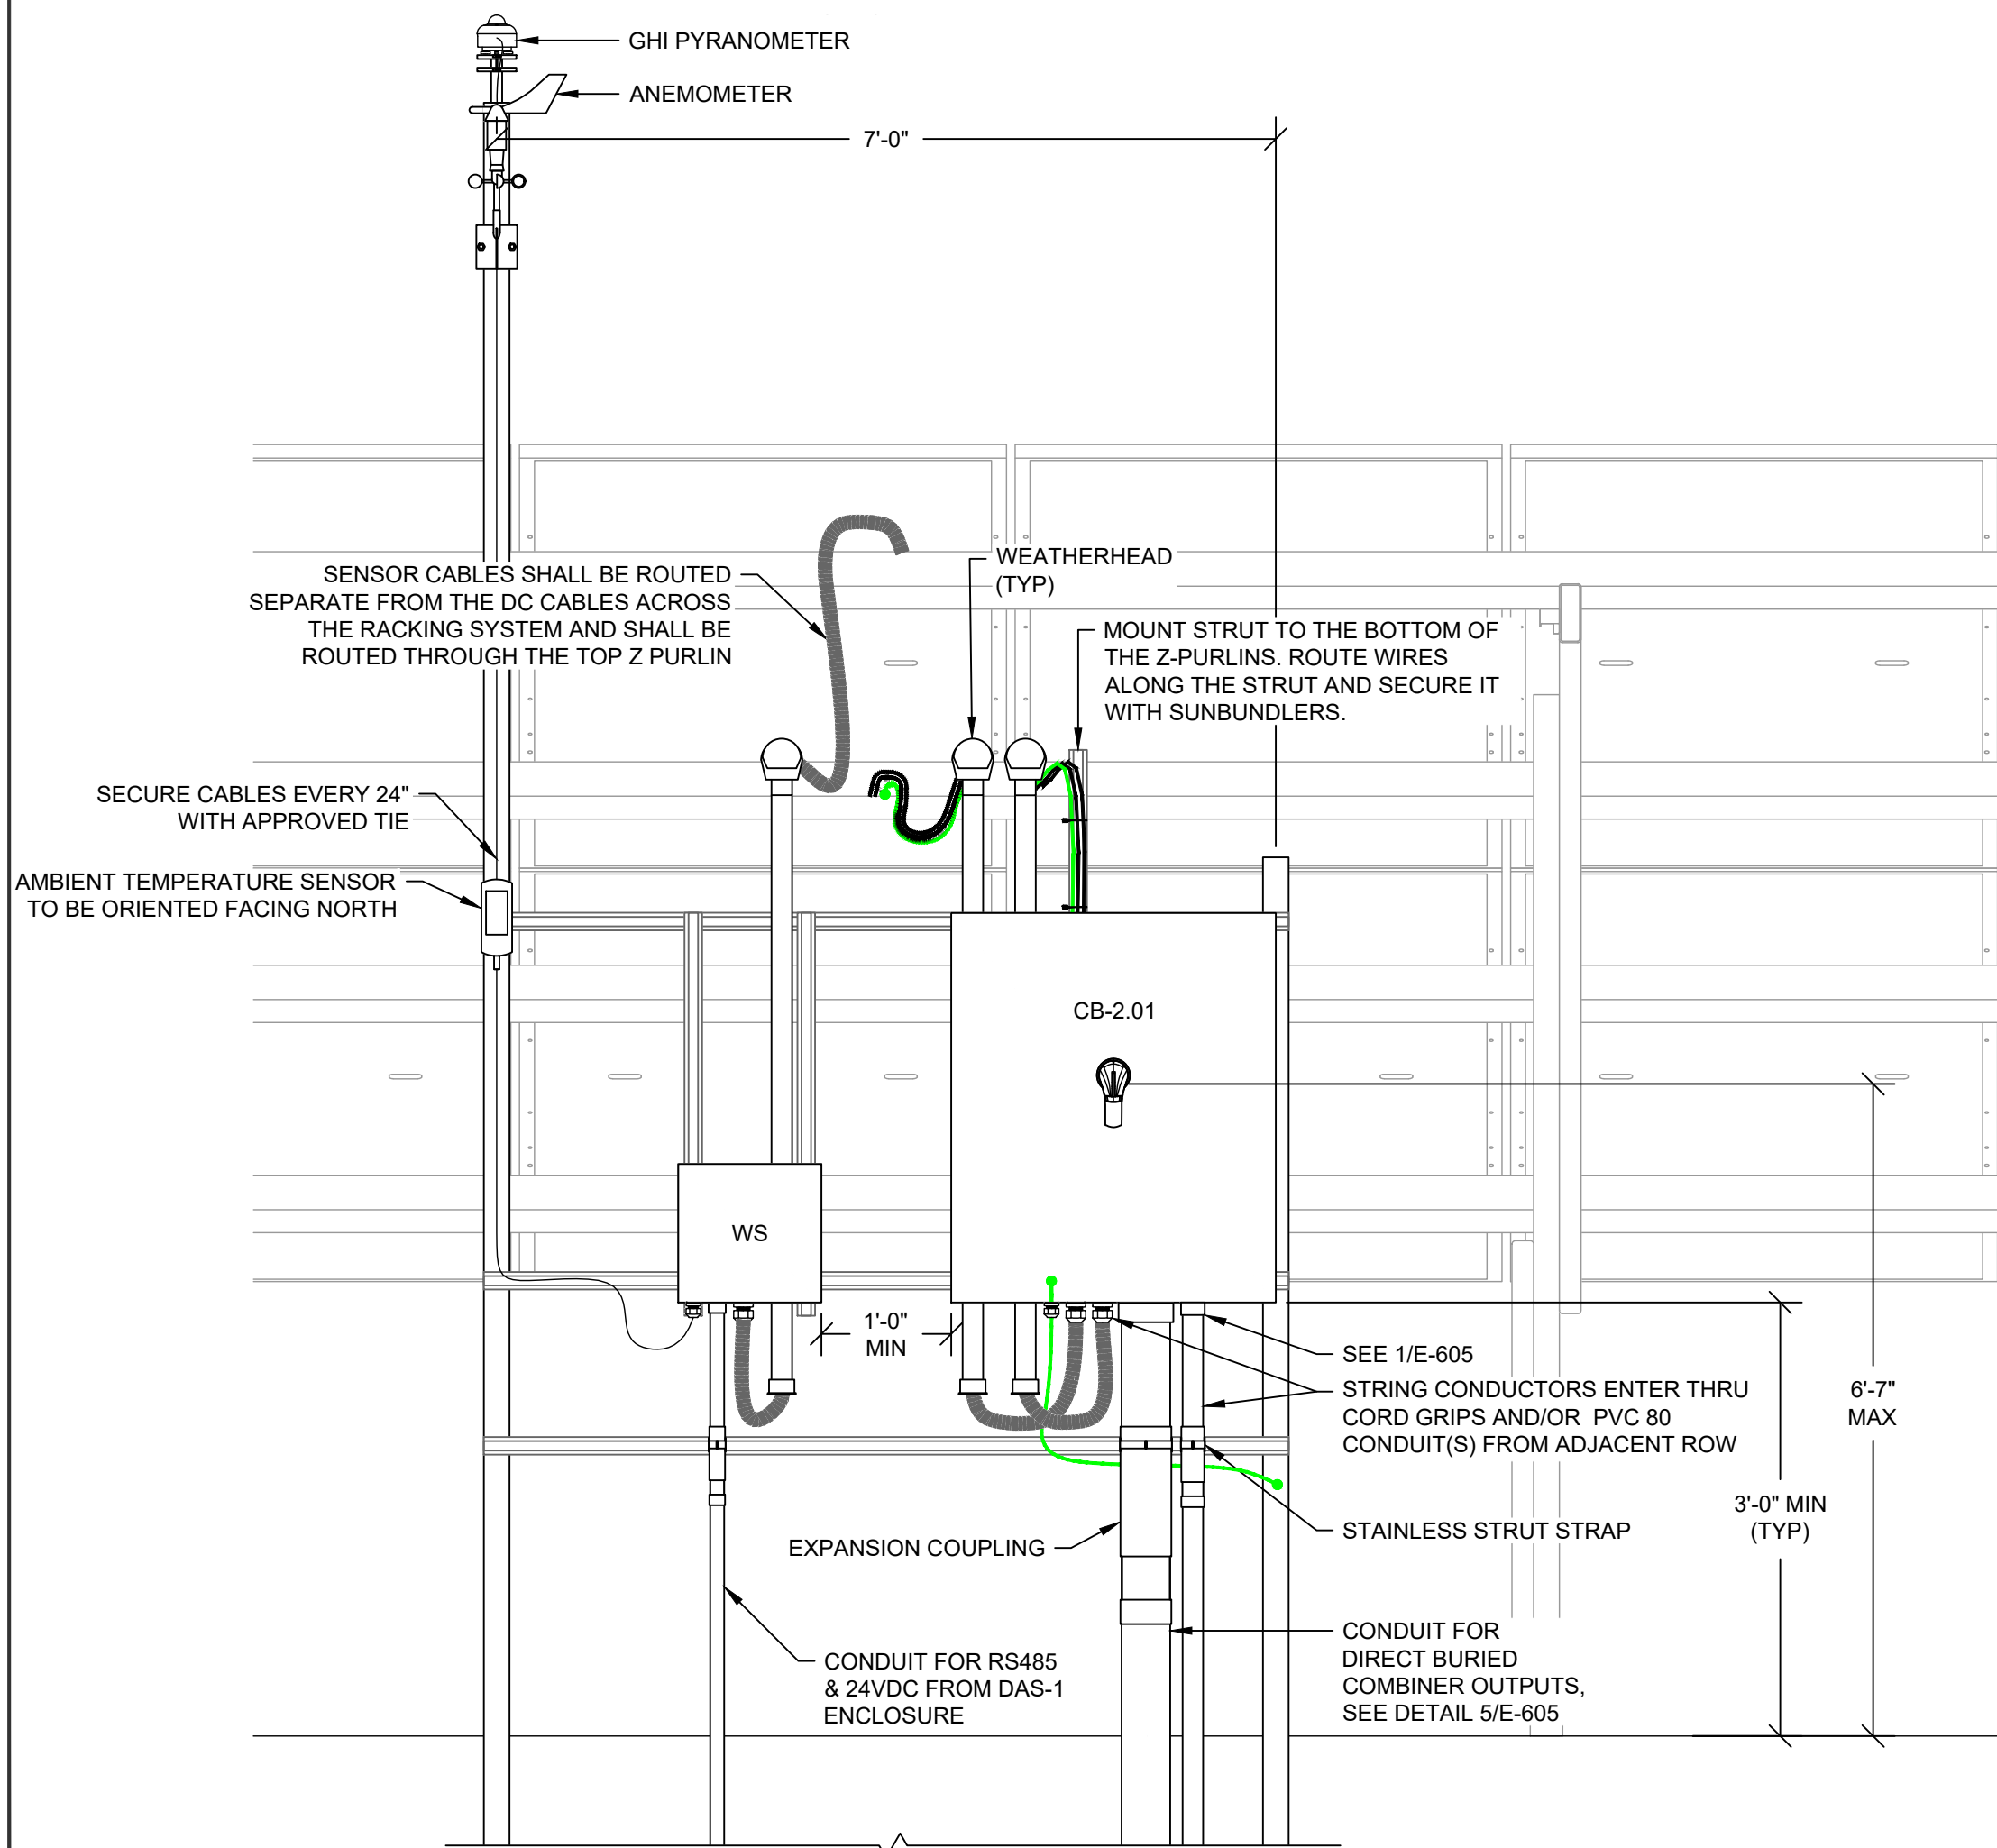 GHI PYRANOMETER
ANEMOMETER
7'-0"
WEATHERHEAD
(TYP)
SENSOR CABLES SHALL BE ROUTED
SEPARATE FROM THE DC CABLES ACROSS
THE RACKING SYSTEM AND SHALL BE
ROUTED THROUGH THE TOP Z PURLIN
MOUNT STRUT TO THE BOTTOM OF
THE Z-PURLINS. ROUTE WIRES
ALONG THE STRUT AND SECURE IT
WITH SUNBUNDLERS.
SECURE CABLES EVERY 24"
WITH APPROVED TIE
AMBIENT TEMPERATURE SENSOR
TO BE ORIENTED FACING NORTH
CB-2.01
WS
1'-0"
MIN
SEE 1/E-605
STRING CONDUCTORS ENTER THRU
CORD GRIPS AND/OR PVC 80
CONDUIT(S) FROM ADJACENT ROW
6'-7"
MAX
3'-0" MIN
(TYP)
STAINLESS STRUT STRAP
EXPANSION COUPLING
CONDUIT FOR
DIRECT BURIED
COMBINER OUTPUTS,
SEE DETAIL 5/E-605
CONDUIT FOR RS485
& 24VDC FROM DAS-1
ENCLOSURE